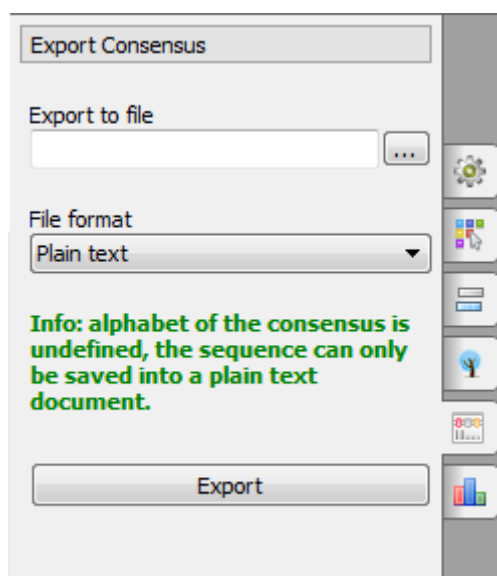 Export Consensus
Export to file
...
File format
Plain text
Info: alphabet of the consensus is
undefined, the sequence can only
be saved into a plain text
document.
Export